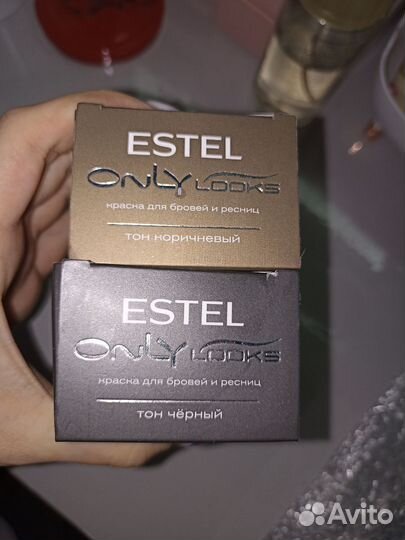 ESTEL
ONLY LOOKS
краска для бровей и ресниц
тон коричневый
ESTEL
ONLY LOOKS
краска для бровей и ресниц
тон чёрный
Avito